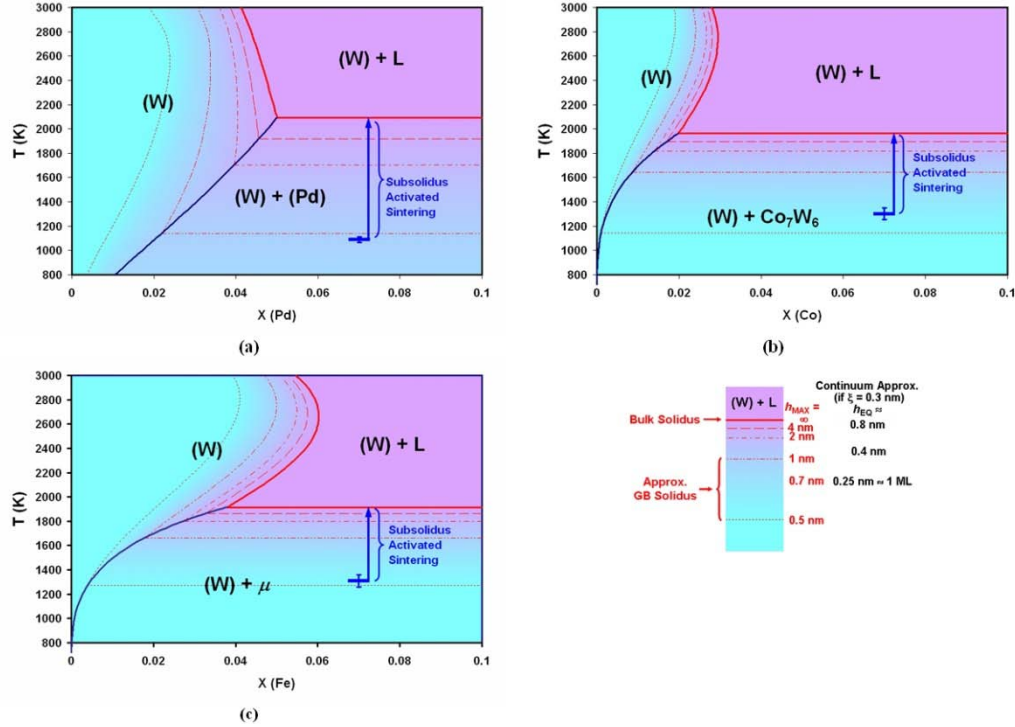 3000
2800
2600
2400
2200
2000
1800
1600
1400
1200
1000
800
T (K)
(W)
(W) + L
(W) + (Pd)
Subsolidus
Activated
Sintering
0
0.02
0.04
0.06
0.08
0.1
X (Pd)
(a)
3000
2800
2600
2400
2200
2000
1800
1600
1400
1200
1000
800
T (K)
(W)
(W) + L
Subsolidus
Activated
Sintering
(W) + Co₇W₆
0
0.02
0.04
0.06
0.08
0.1
X (Co)
(b)
3000
2800
2600
2400
2200
2000
1800
1600
1400
1200
1000
800
T (K)
(W)
(W) + L
Subsolidus
Activated
Sintering
(W) + μ
0
0.02
0.04
0.06
0.08
0.1
X (Fe)
(c)
Continuum Approx.
(if ξ = 0.3 nm)
(W) + L
hMAX =
hEQ ≈
Bulk Solidus
∞
0.8 nm
4 nm
2 nm
0.4 nm
1 nm
Approx.
GB Solidus
0.7 nm
0.25 nm ≈ 1 ML
0.5 nm